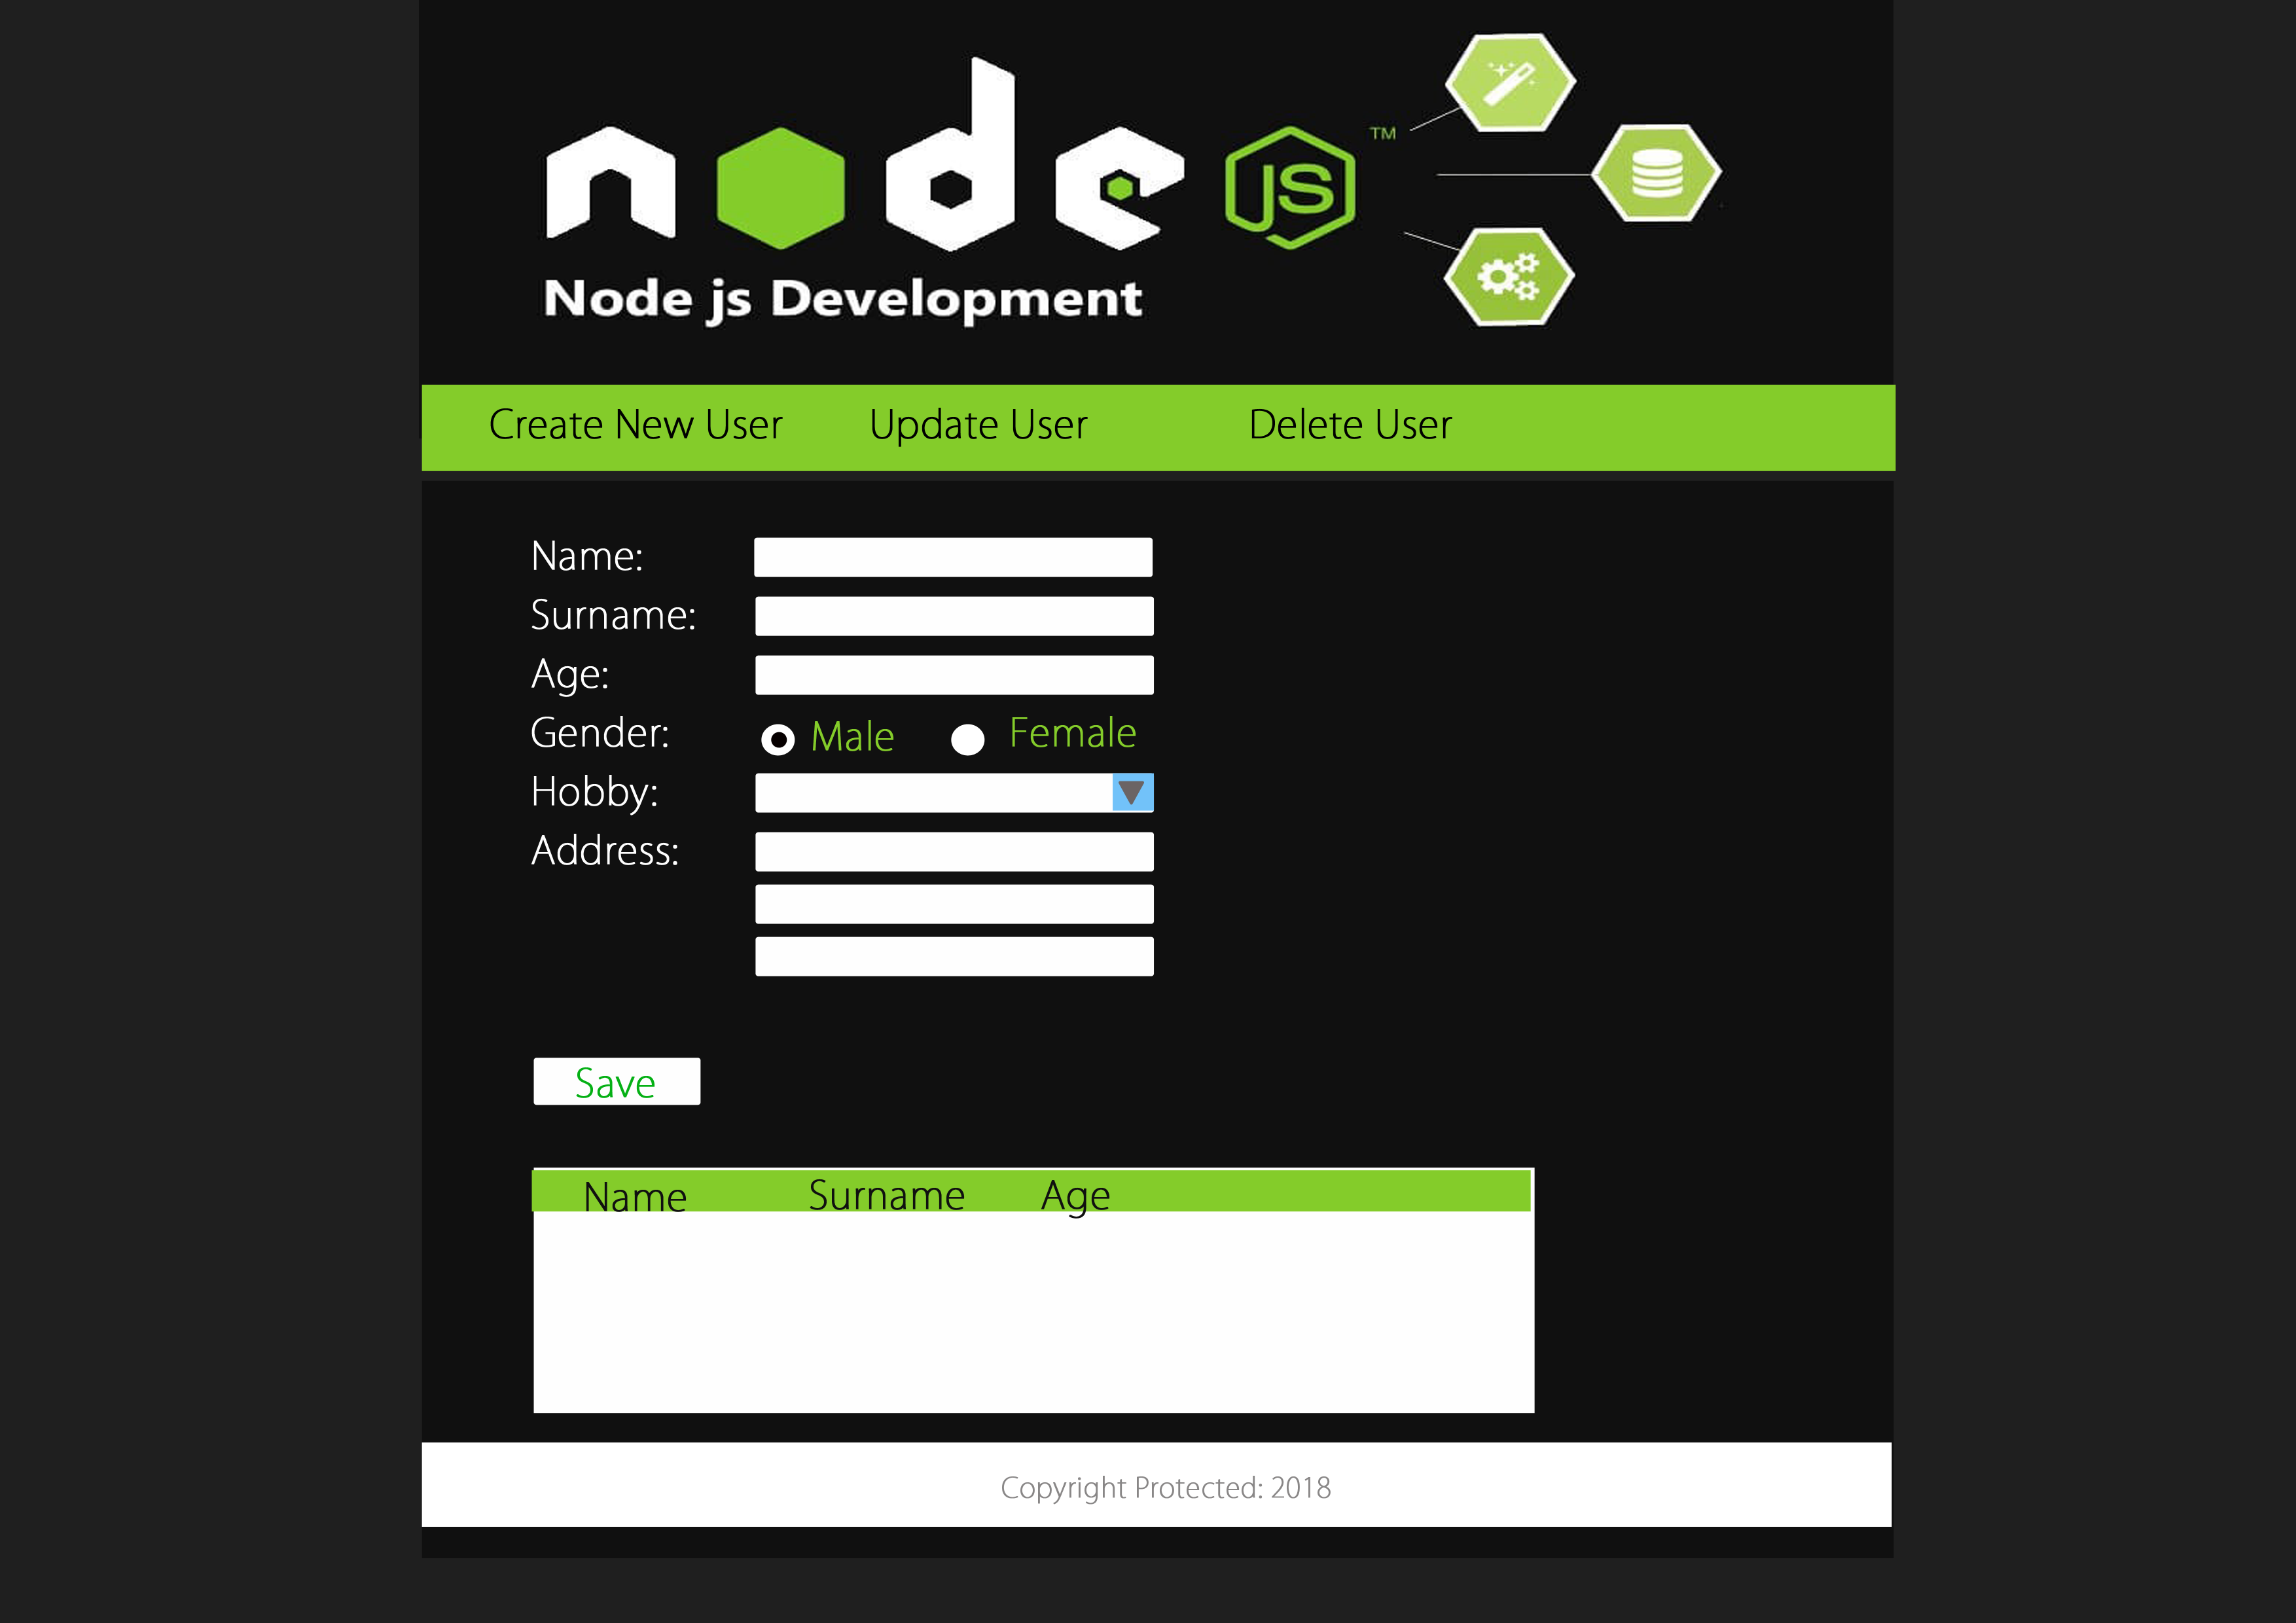 node JS ™
Node js Development
Create New User Update User Delete User
Name:
Surname:
Age:
Gender: Male Female
Hobby:
Address:
Save
Name Surname Age
Copyright Protected: 2018